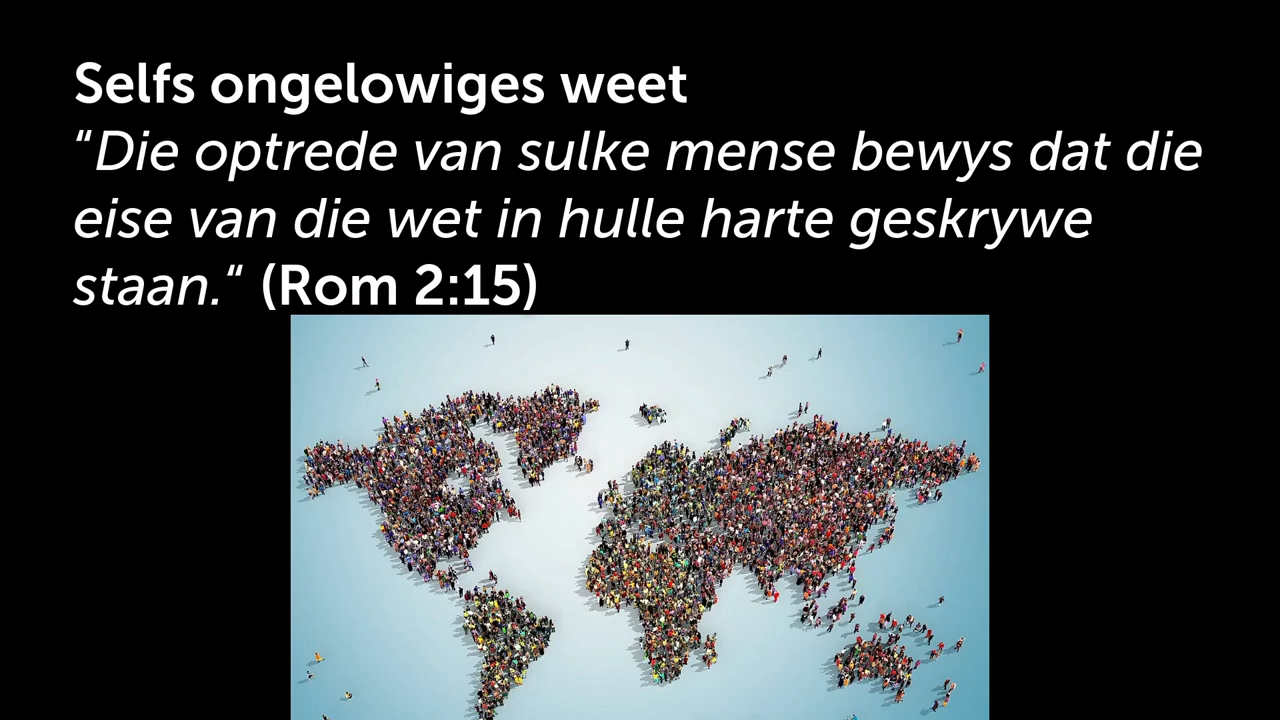 Selfs ongelowiges weet
“Die optrede van sulke mense bewys dat die
eise van die wet in hulle harte geskrywe
staan.“ (Rom 2:15)